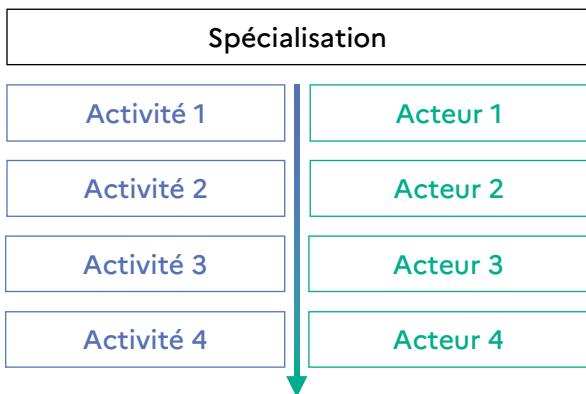 Spécialisation
Activité 1
Acteur 1
Activité 2
Acteur 2
Activité 3
Acteur 3
Activité 4
Acteur 4